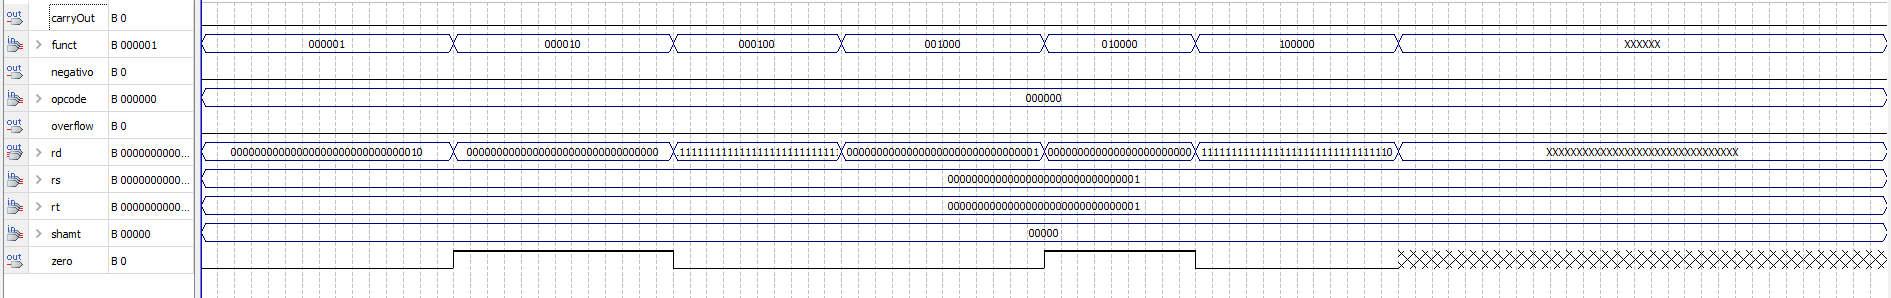 out carryOut B 0
in funct B 000001 000001 000010 000100 001000 010000 100000 XXXXXX
out negativo B 0
in opcode B 000000 000000
out overflow B 0
out rd B 0000000000... 00000000000000000000000000000010 00000000000000000000000000000000 111111111111111111111111111 00000000000000000000000000000001 000000000000000000000000 11111111111111111111111111111110 XXXXXXXXXXXXXXXXXXXXXXXXXXXXXXXX
in rs B 0000000000... 00000000000000000000000000000001
in rt B 0000000000... 00000000000000000000000000000001
in shamt B 00000 00000
out zero B 0